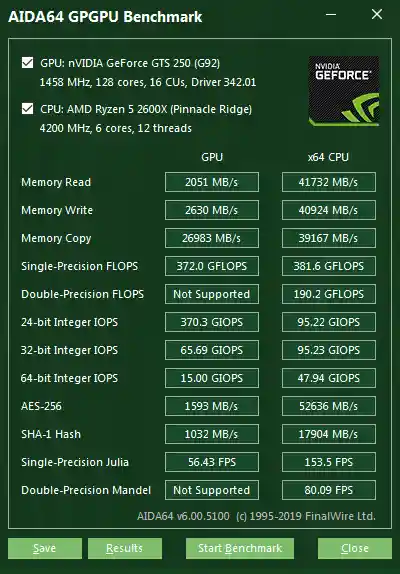 AIDA64 GPGPU Benchmark
GPU: nVIDIA GeForce GTS 250 (G92)
1458 MHz, 128 cores, 16 CUs, Driver 342.01
NVIDIA
GEFORCE
CPU: AMD Ryzen 5 2600X (Pinnacle Ridge)
4200 MHz, 6 cores, 12 threads
GPU x64 CPU
Memory Read 2051 MB/s 41732 MB/s
Memory Write 2630 MB/s 40924 MB/s
Memory Copy 26983 MB/s 39167 MB/s
Single-Precision FLOPS 372.0 GFLOPS 381.6 GFLOPS
Double-Precision FLOPS Not Supported 190.2 GFLOPS
24-bit Integer IOPS 370.3 GIOPS 95.22 GIOPS
32-bit Integer IOPS 65.69 GIOPS 95.23 GIOPS
64-bit Integer IOPS 15.00 GIOPS 47.94 GIOPS
AES-256 1593 MB/s 52636 MB/s
SHA-1 Hash 1032 MB/s 17904 MB/s
Single-Precision Julia 56.43 FPS 153.5 FPS
Double-Precision Mandel Not Supported 80.09 FPS
AIDA64 v6.00.5100 (c) 1995-2019 FinalWire Ltd.
Save Results Start Benchmark Close